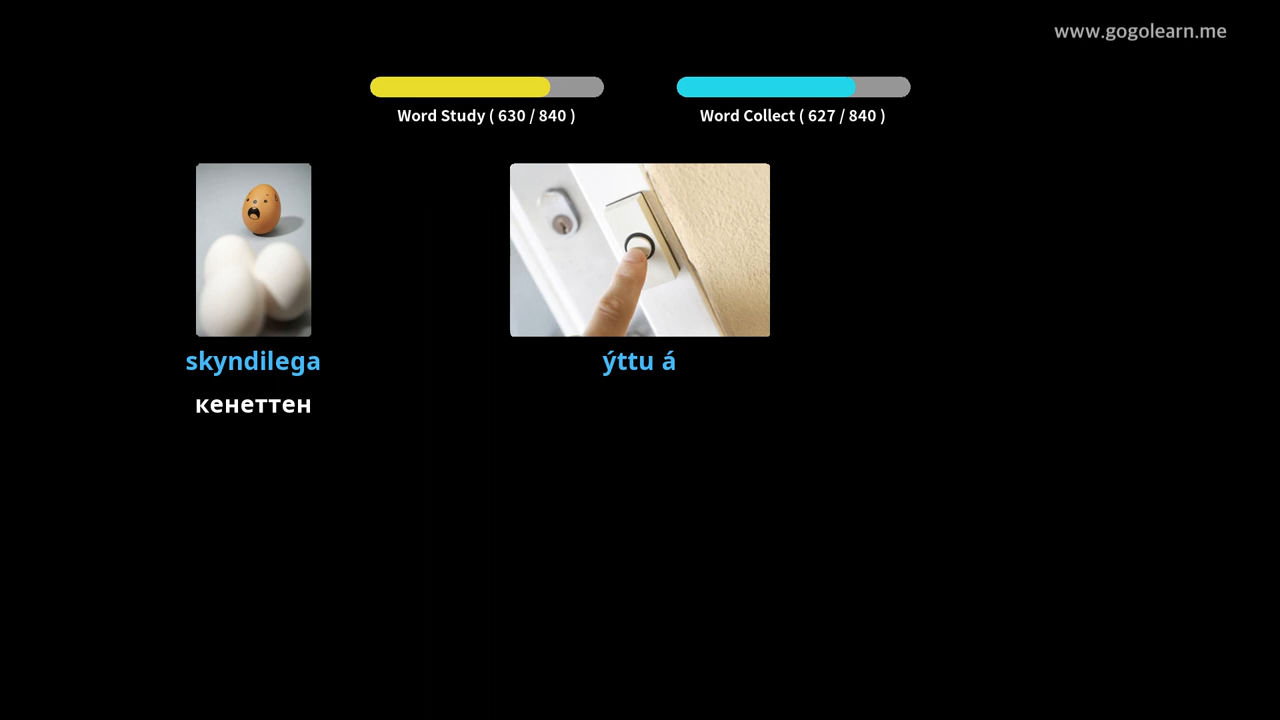 www.gogolearn.me
Word Study ( 630 / 840 )
Word Collect ( 627 / 840 )
skyndilega
ýttu á
кенеттен